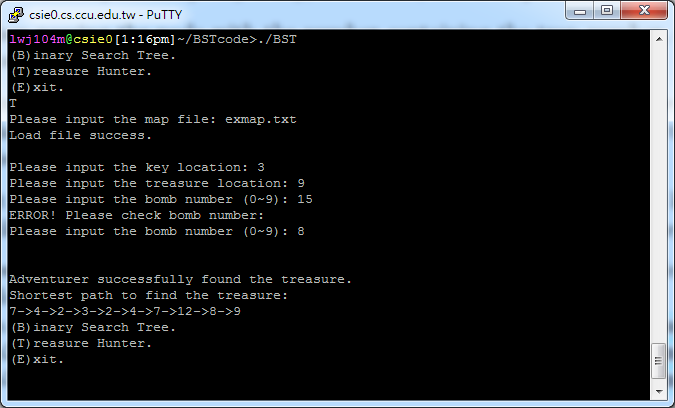 csie0.cs.ccu.edu.tw - PuTTY
lwj104m@csie0[1:16pm]~/BSTcode>./BST
(B)inary Search Tree.
(T)reasure Hunter.
(E)xit.
T
Please input the map file: exmap.txt
Load file success.
Please input the key location: 3
Please input the treasure location: 9
Please input the bomb number (0~9): 15
ERROR! Please check bomb number:
Please input the bomb number (0~9): 8
Adventurer successfully found the treasure.
Shortest path to find the treasure:
7->4->2->3->2->4->7->12->8->9
(B)inary Search Tree.
(T)reasure Hunter.
(E)xit.